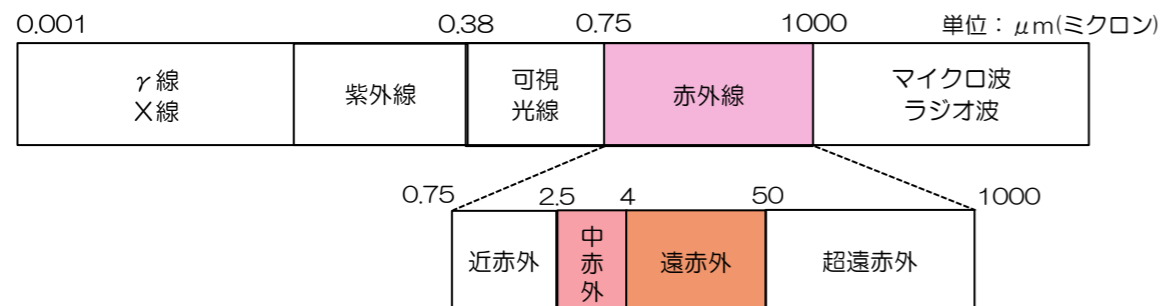 0.001 0.38 0.75 1000 単位:μm(ミクロン)
γ線
X線
紫外線
可視
光線
赤外線
マイクロ波
ラジオ波
0.75 2.5 4 50 1000
近赤外
中
赤
外
遠赤外
超遠赤外